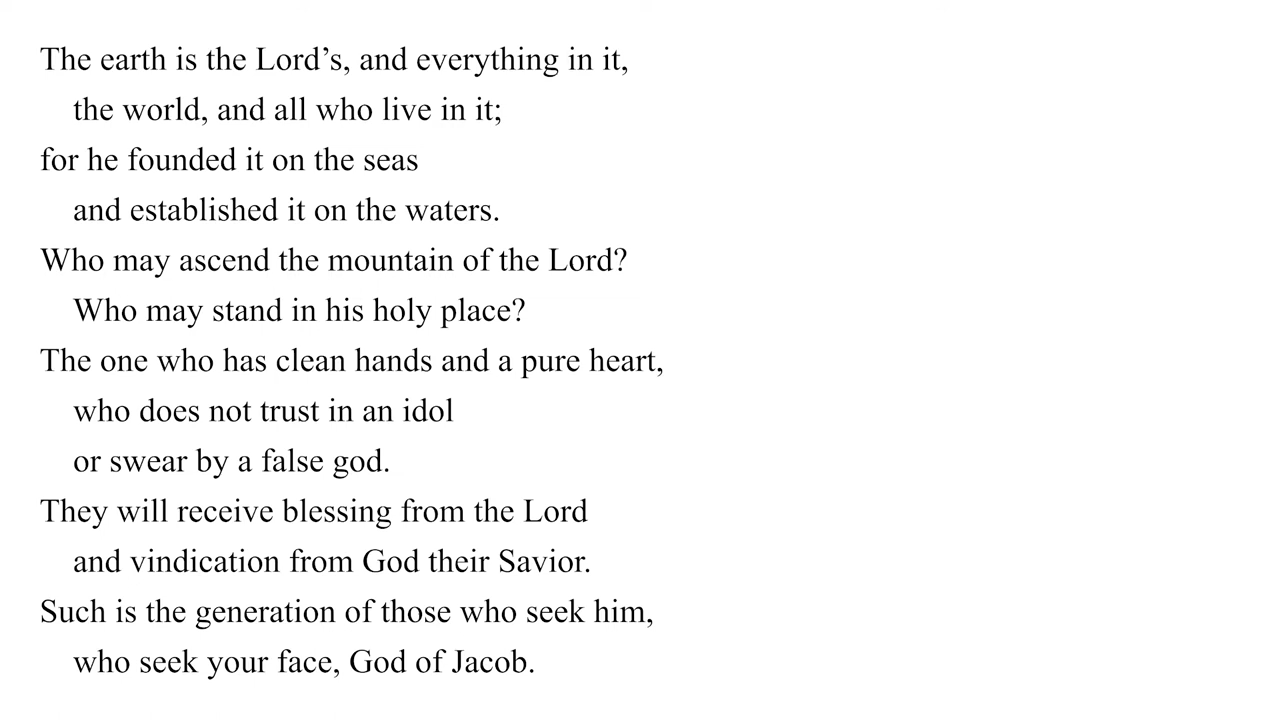 The earth is the Lord’s, and everything in it,
the world, and all who live in it;
for he founded it on the seas
and established it on the waters.
Who may ascend the mountain of the Lord?
Who may stand in his holy place?
The one who has clean hands and a pure heart,
who does not trust in an idol
or swear by a false god.
They will receive blessing from the Lord
and vindication from God their Savior.
Such is the generation of those who seek him,
who seek your face, God of Jacob.